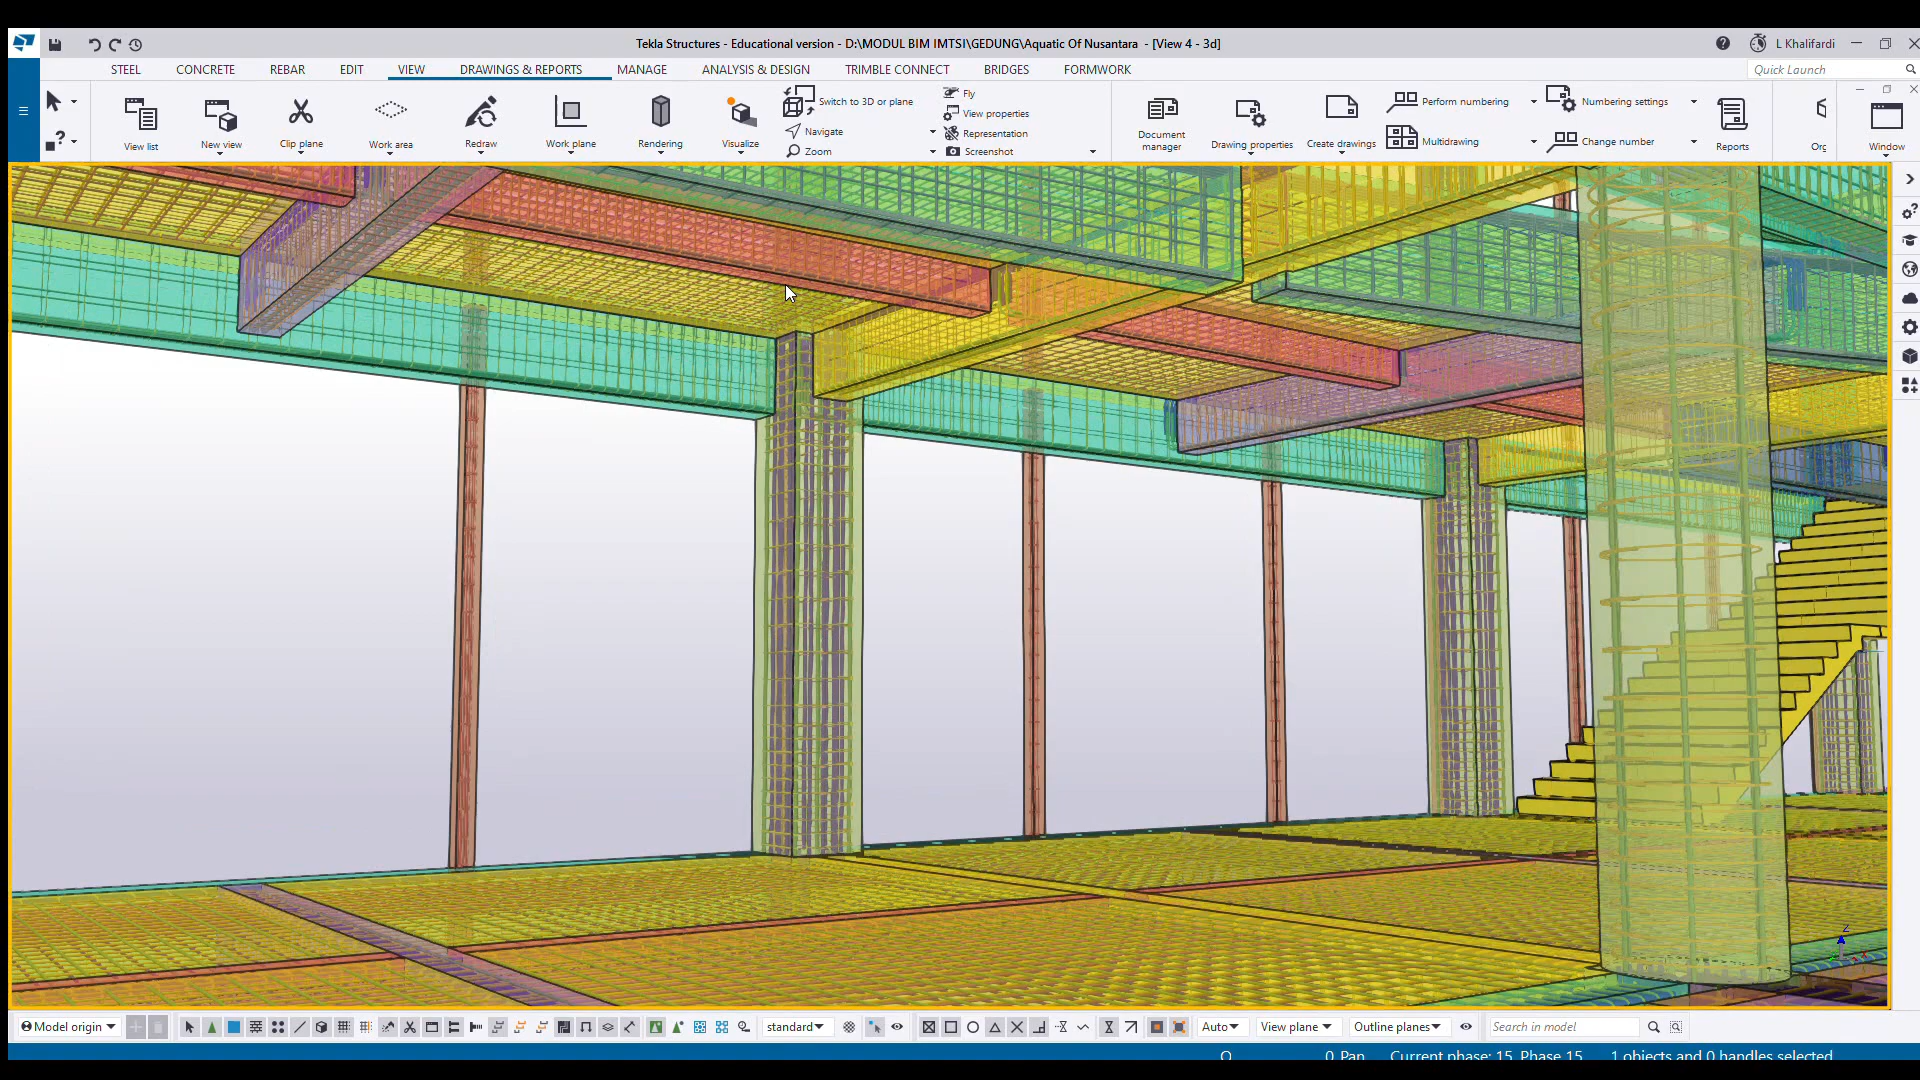 Tekla Structures - Educational version - D:\MODUL BIM IMTSI\GEDUNG\Aquatic Of Nusantara - [View 4 - 3d]
L Khalifardi
STEEL CONCRETE REBAR EDIT VIEW DRAWINGS & REPORTS MANAGE ANALYSIS & DESIGN TRIMBLE CONNECT BRIDGES FORMWORK
Quick Launch
View list
New view
Clip plane
Work area
Redraw
Work plane
Rendering
Visualize
Switch to 3D or plane
Navigate
Zoom
Fly
View properties
Representation
Screenshot
Document
manager
Drawing properties
Create drawings
Perform numbering
Multidrawing
Numbering settings
Change number
Reports
Org
Window
Z
Model origin
standard
Auto
View plane
Outline planes
Search in model
O 0 Pan Current phase: 15, Phase 15 1 objects and 0 handles selected